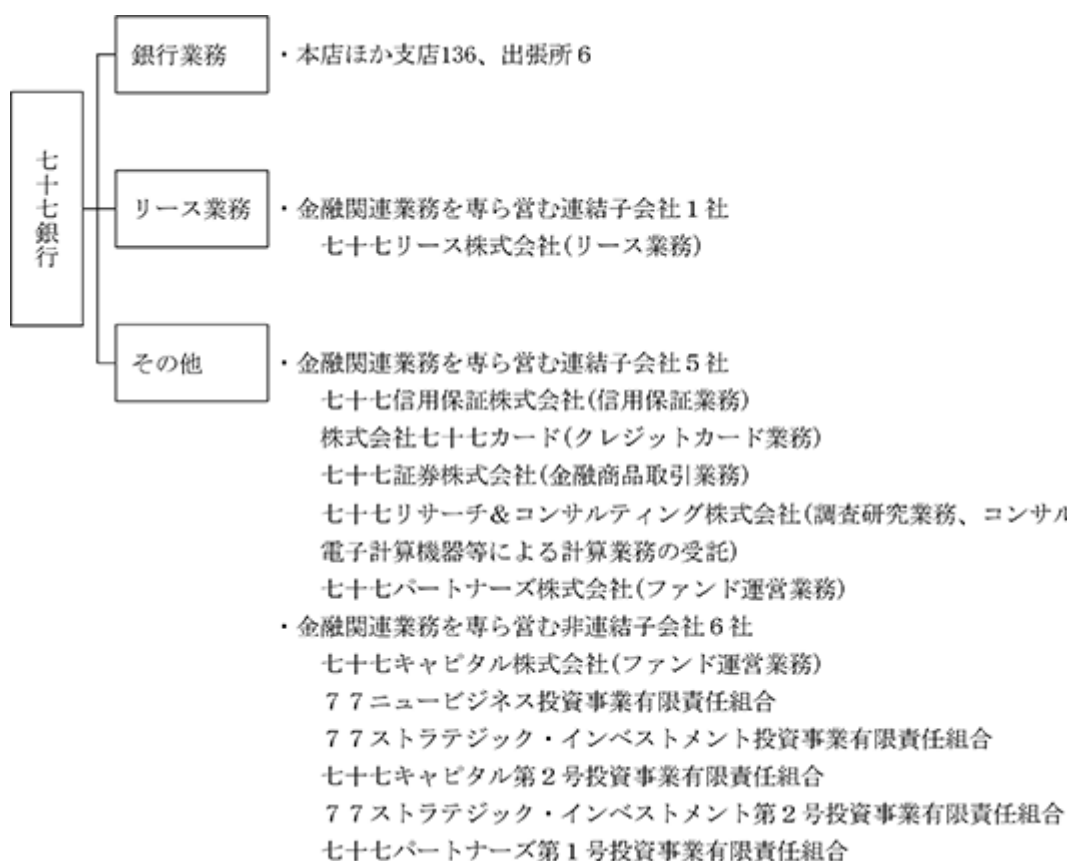 七十七銀行
銀行業務
・本店ほか支店136、出張所6
リース業務
・金融関連業務を専ら営む連結子会社1社
七十七リース株式会社(リース業務)
その他
・金融関連業務を専ら営む連結子会社5社
七十七信用保証株式会社(信用保証業務)
株式会社七十七カード(クレジットカード業務)
七十七証券株式会社(金融商品取引業務)
七十七リサーチ&コンサルティング株式会社(調査研究業務、コンサル
電子計算機器等による計算業務の受託)
七十七パートナーズ株式会社(ファンド運営業務)
・金融関連業務を専ら営む非連結子会社6社
七十七キャピタル株式会社(ファンド運営業務)
77ニュービジネス投資事業有限責任組合
77ストラテジック・インベストメント投資事業有限責任組合
七十七キャピタル第2号投資事業有限責任組合
77ストラテジック・インベストメント第2号投資事業有限責任組合
七十七パートナーズ第1号投資事業有限責任組合